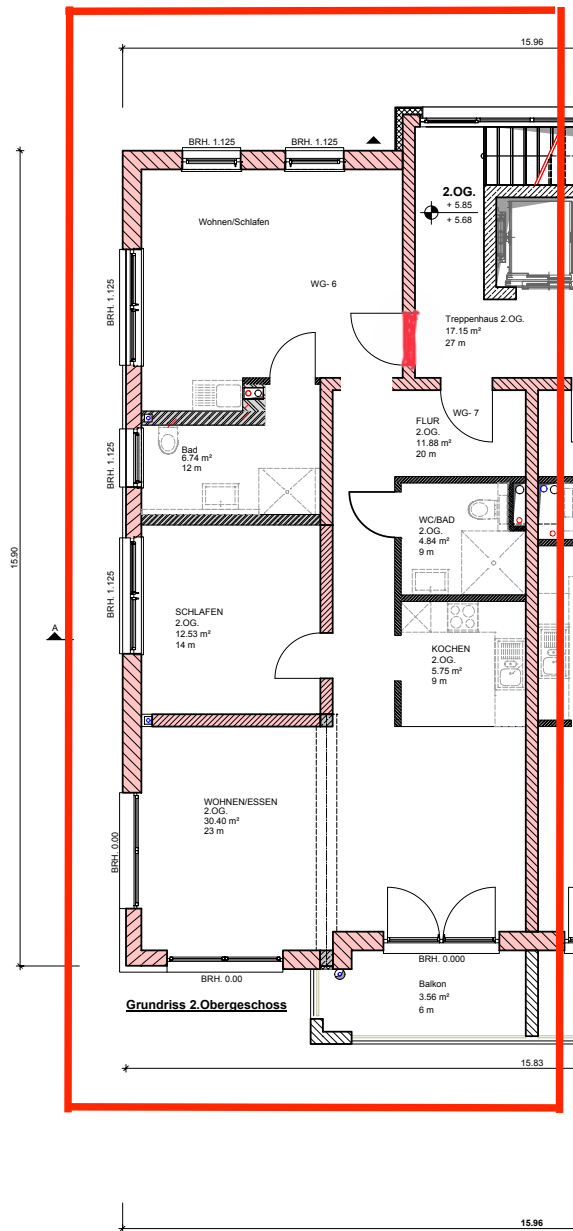 15.96
BRH. 1.125
BRH. 1.125
2.OG.
+ 5.85
+ 5.68
Wohnen/Schlafen
WG- 6
BRH. 1.125
Treppenhaus 2.OG.
17.15 m²
27 m
WG- 7
FLUR
2.OG.
11.88 m²
20 m
Bad
6.74 m²
12 m
BRH. 1.125
WC/BAD
2.OG.
4.84 m²
9 m
15.90
BRH. 1.125
A
SCHLAFEN
2.OG.
12.53 m²
14 m
KOCHEN
2.OG.
5.75 m²
9 m
WOHNEN/ESSEN
2.OG.
30.40 m²
23 m
BRH. 0.00
BRH. 0.000
BRH. 0.00
Balkon
3.56 m²
6 m
Grundriss 2.Obergeschoss
15.83
15.96